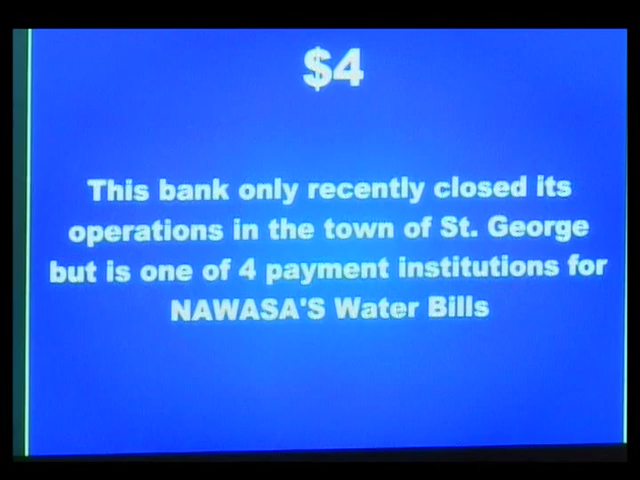 $4
This bank only recently closed its
operations in the town of St. George
but is one of 4 payment institutions for
NAWASA'S Water Bills